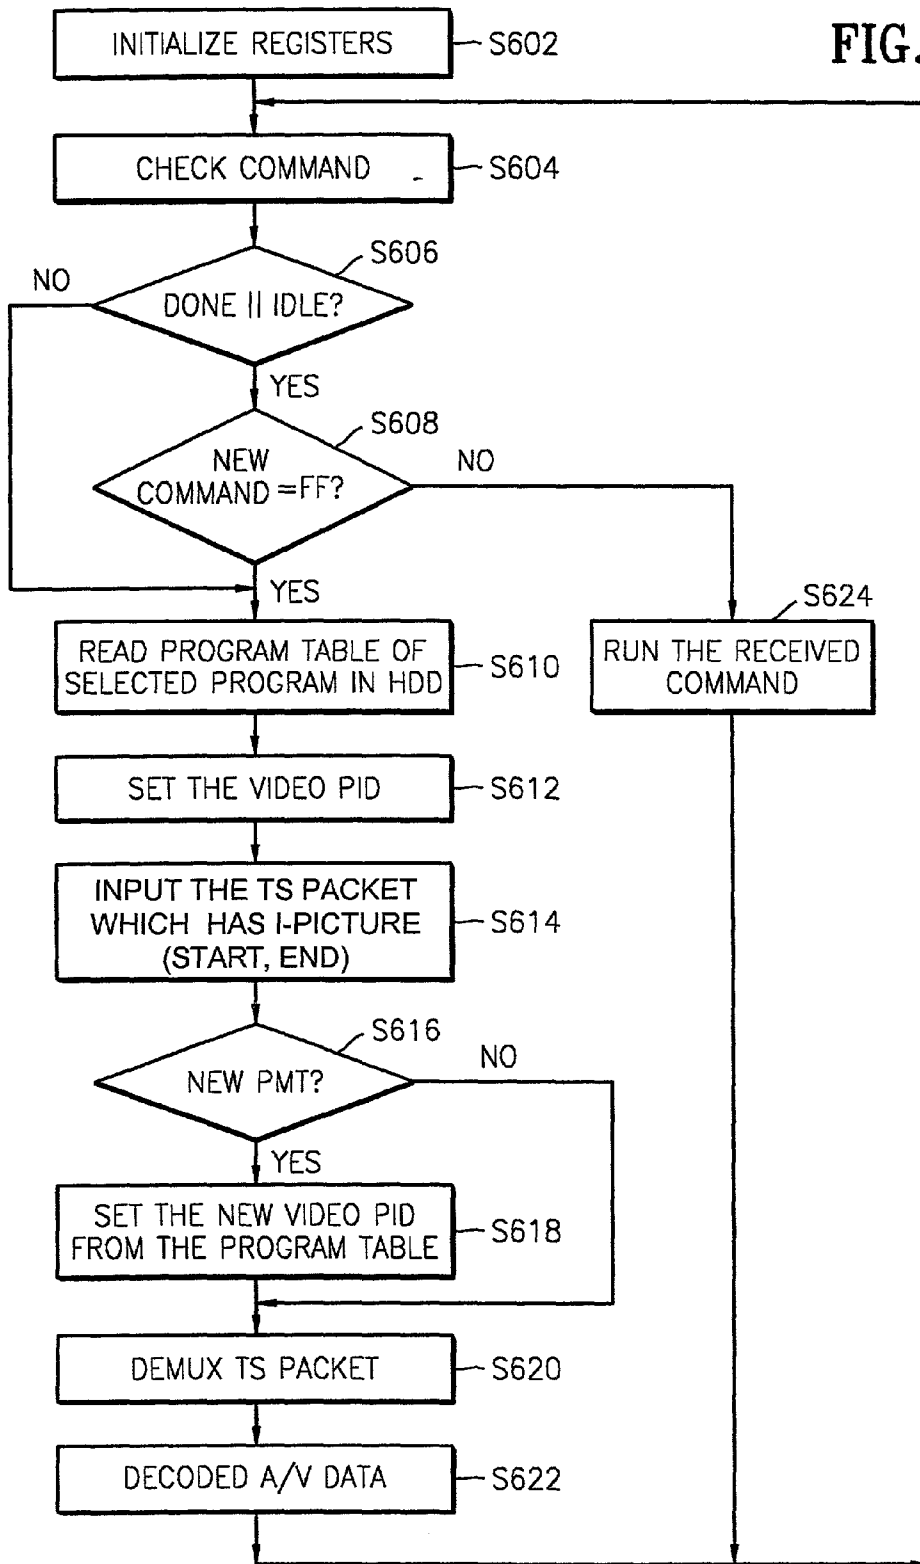 FIG.
INITIALIZE REGISTERS
S602
CHECK COMMAND
S604
S606
NO
DONE || IDLE?
YES
S608
NEW
COMMAND =FF?
NO
YES
S624
READ PROGRAM TABLE OF
SELECTED PROGRAM IN HDD
S610
RUN THE RECEIVED
COMMAND
SET THE VIDEO PID
S612
INPUT THE TS PACKET
WHICH HAS I-PICTURE
(START, END)
S614
S616
NEW PMT?
NO
YES
SET THE NEW VIDEO PID
FROM THE PROGRAM TABLE
S618
DEMUX TS PACKET
S620
DECODED A/V DATA
S622